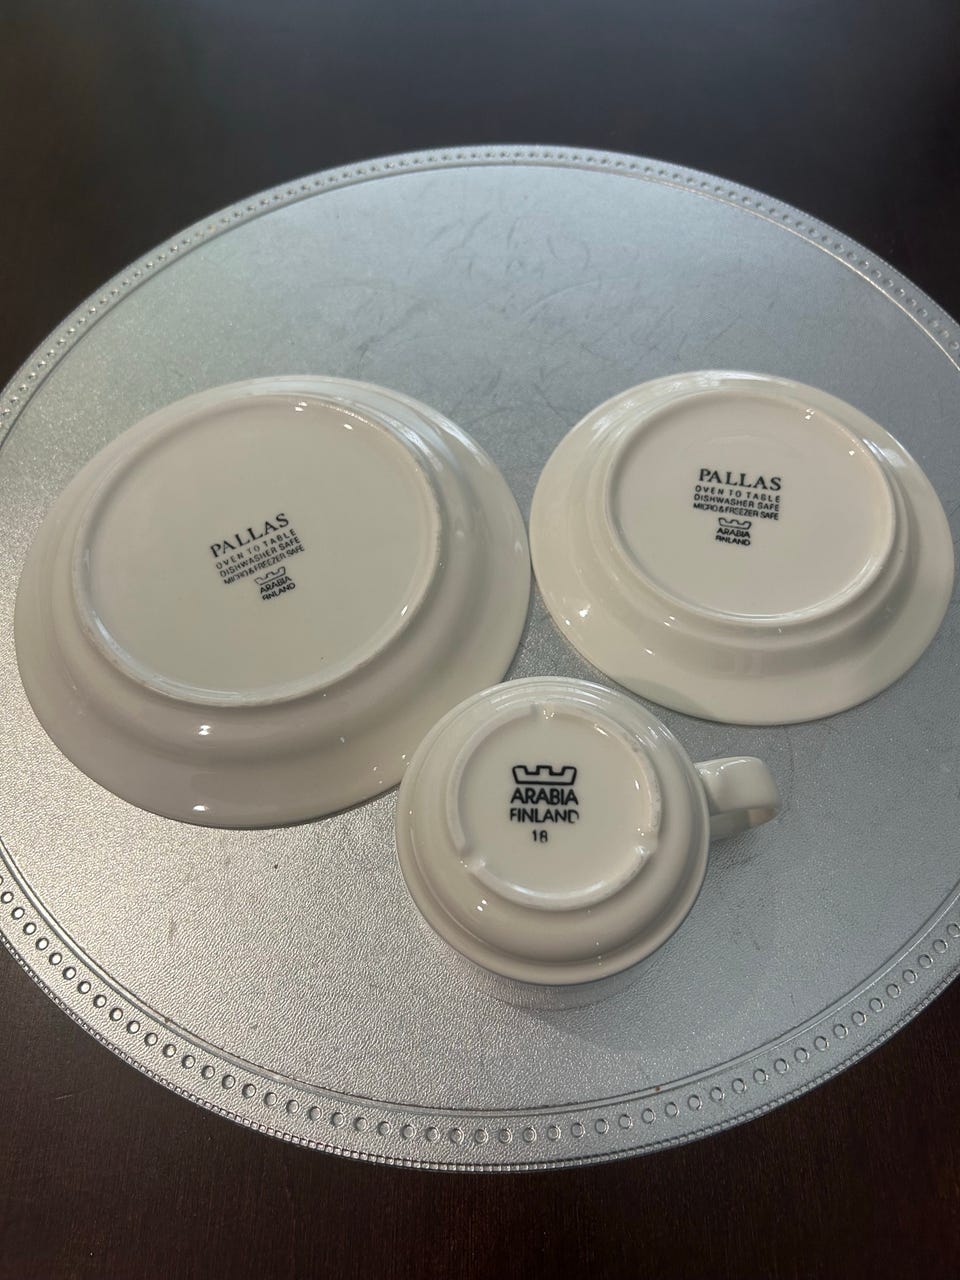 PALLAS
OVEN TO TABLE
DISHWASHER SAFE
MICRO & FREEZER SAFE
ARABIA
FINLAND
PALLAS
OVEN TO TABLE
DISHWASHER SAFE
MICRO & FREEZER SAFE
ARABIA
FINLAND
ARABIA
FINLAND
18